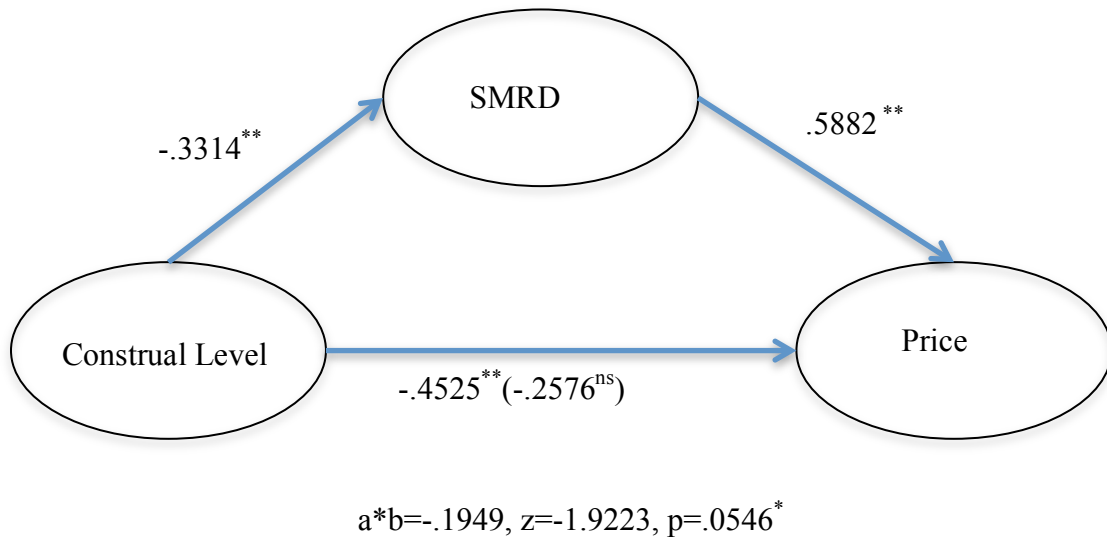 SMRD
-.3314**
.5882 **
Construal Level
Price
-.4525**(-.2576ns)
a*b=-.1949, z=-1.9223, p=.0546*